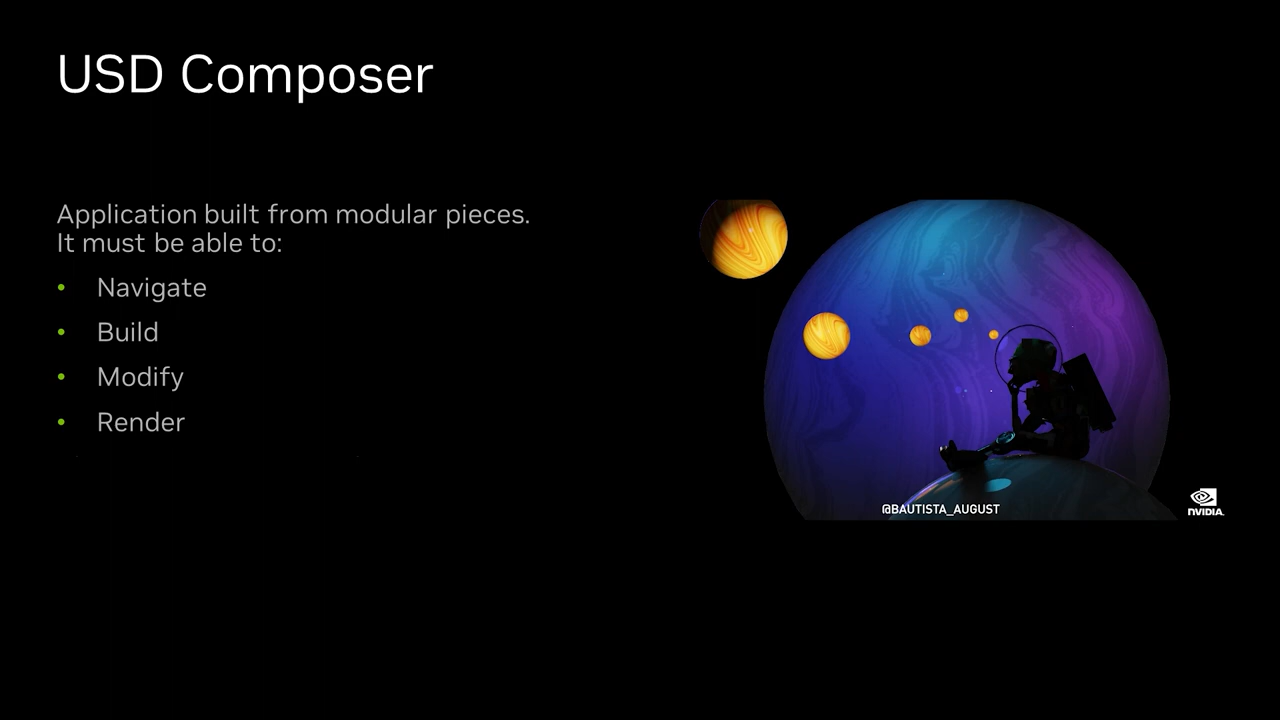 USD Composer
Application built from modular pieces.
It must be able to:
• Navigate
• Build
• Modify
• Render
@BAUTISTA_AUGUST
NVIDIA.